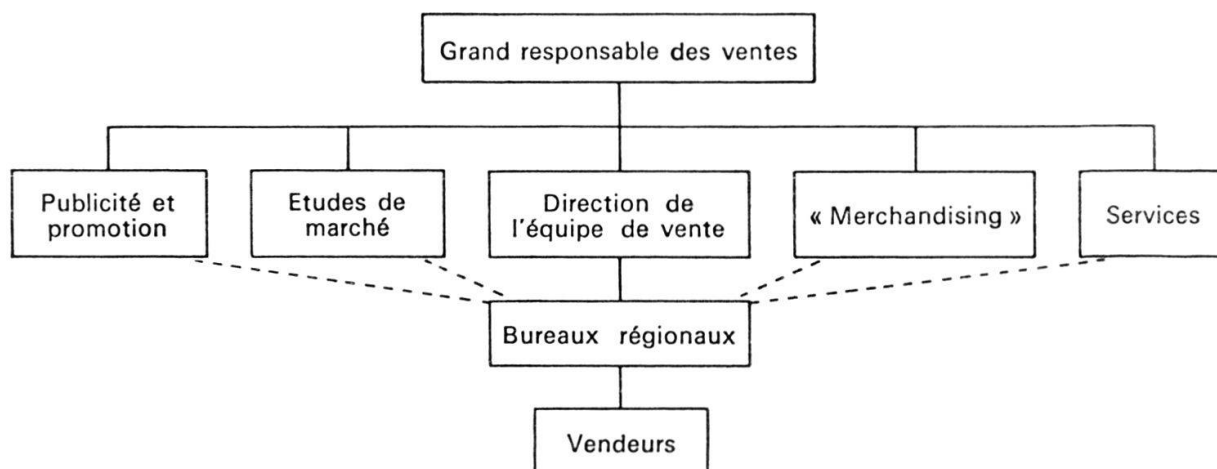 Grand responsable des ventes
Publicité et
promotion
Etudes de
marché
Direction de
l'équipe de vente
« Merchandising »
Services
Bureaux régionaux
Vendeurs